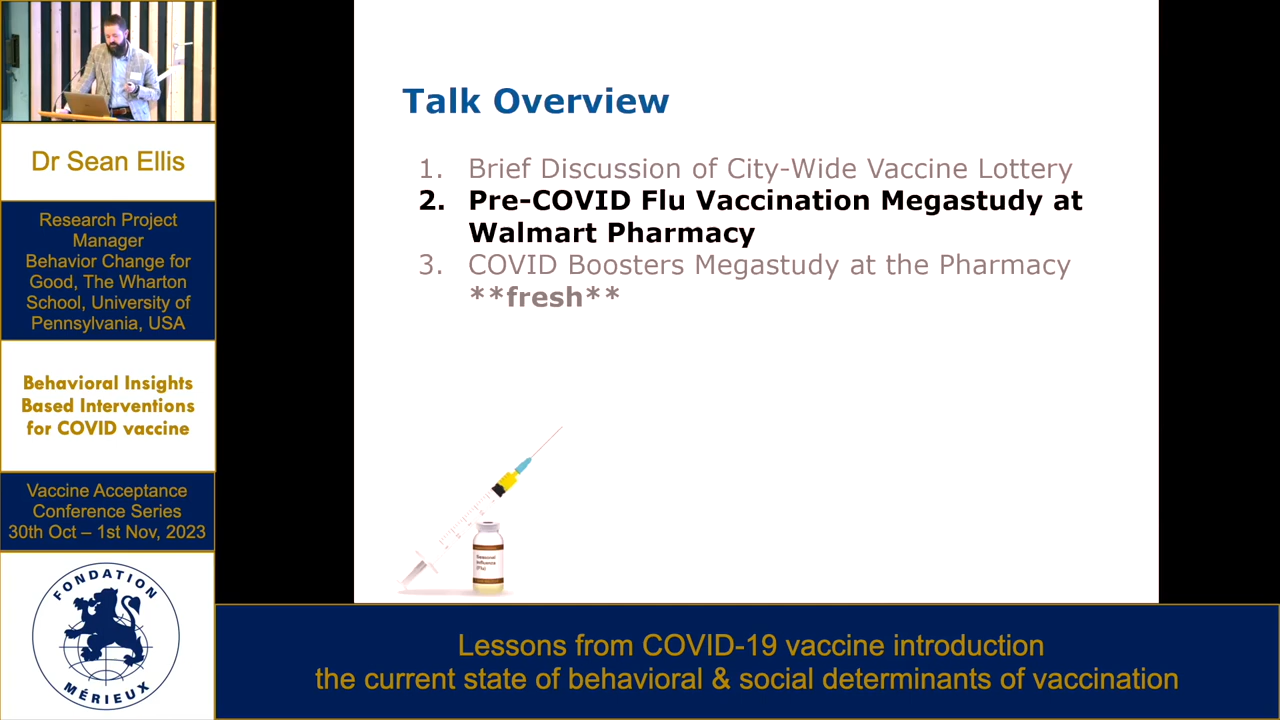 Dr Sean Ellis
Research Project
Manager
Behavior Change for
Good, The Wharton
School, University of
Pennsylvania, USA
Behavioral Insights
Based Interventions
for COVID vaccine
Vaccine Acceptance
Conference Series
30th Oct – 1st Nov, 2023
FONDATION
MÉRIEUX
Talk Overview
1. Brief Discussion of City-Wide Vaccine Lottery
2. Pre-COVID Flu Vaccination Megastudy at
Walmart Pharmacy
3. COVID Boosters Megastudy at the Pharmacy
**fresh**
Seasonal
Influenza
(Flu)
Lessons from COVID-19 vaccine introduction
the current state of behavioral & social determinants of vaccination